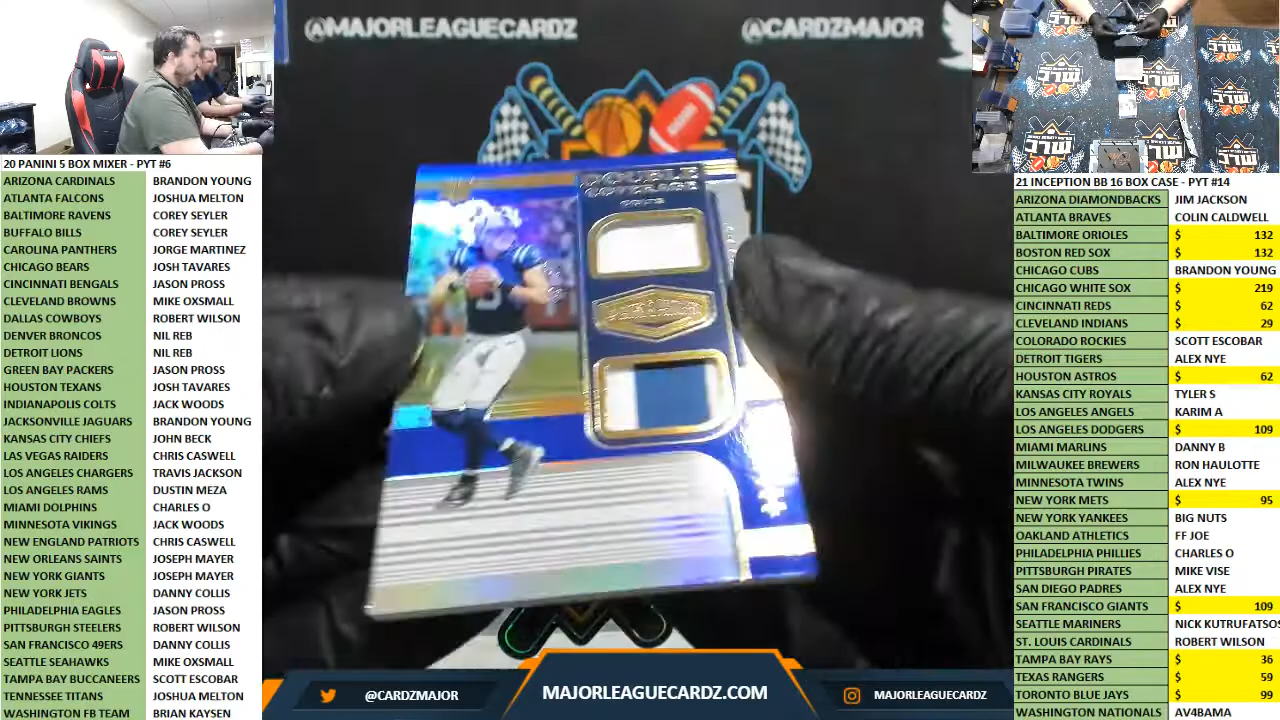 @MAJORLEAGUECARDZ
@CARDZMAJOR
20 PANINI 5 BOX MIXER - PYT #6
ARIZONA CARDINALS BRANDON YOUNG
ATLANTA FALCONS JOSHUA MELTON
BALTIMORE RAVENS COREY SEYLER
BUFFALO BILLS COREY SEYLER
CAROLINA PANTHERS JORGE MARTINEZ
CHICAGO BEARS JOSH TAVARES
CINCINNATI BENGALS JASON PROSS
CLEVELAND BROWNS MIKE OXSMALL
DALLAS COWBOYS ROBERT WILSON
DENVER BRONCOS NIL REB
DETROIT LIONS NIL REB
GREEN BAY PACKERS JASON PROSS
HOUSTON TEXANS JOSH TAVARES
INDIANAPOLIS COLTS JACK WOODS
JACKSONVILLE JAGUARS BRANDON YOUNG
KANSAS CITY CHIEFS JOHN BECK
LAS VEGAS RAIDERS CHRIS CASWELL
LOS ANGELES CHARGERS TRAVIS JACKSON
LOS ANGELES RAMS DUSTIN MEZA
MIAMI DOLPHINS CHARLES O
MINNESOTA VIKINGS JACK WOODS
NEW ENGLAND PATRIOTS CHRIS CASWELL
NEW ORLEANS SAINTS JOSEPH MAYER
NEW YORK GIANTS JOSEPH MAYER
NEW YORK JETS DANNY COLLIS
PHILADELPHIA EAGLES JASON PROSS
PITTSBURGH STEELERS ROBERT WILSON
SAN FRANCISCO 49ERS DANNY COLLIS
SEATTLE SEAHAWKS MIKE OXSMALL
TAMPA BAY BUCCANEERS SCOTT ESCOBAR
TENNESSEE TITANS JOSHUA MELTON
WASHINGTON FB TEAM BRIAN KAYSEN
DOUBLE
COVERAGE
COLTS
@CARDZMAJOR
MAJORLEAGUECARDZ.COM
MAJORLEAGUECARDZ
21 INCEPTION BB 16 BOX CASE - PYT #14
ARIZONA DIAMONDBACKS JIM JACKSON
ATLANTA BRAVES COLIN CALDWELL
BALTIMORE ORIOLES $ 132
BOSTON RED SOX $ 132
CHICAGO CUBS BRANDON YOUNG
CHICAGO WHITE SOX $ 219
CINCINNATI REDS $ 62
CLEVELAND INDIANS $ 29
COLORADO ROCKIES SCOTT ESCOBAR
DETROIT TIGERS ALEX NYE
HOUSTON ASTROS $ 62
KANSAS CITY ROYALS TYLER S
LOS ANGELES ANGELS KARIM A
LOS ANGELES DODGERS $ 109
MIAMI MARLINS DANNY B
MILWAUKEE BREWERS RON HAULOTTE
MINNESOTA TWINS ALEX NYE
NEW YORK METS $ 95
NEW YORK YANKEES BIG NUTS
OAKLAND ATHLETICS FF JOE
PHILADELPHIA PHILLIES CHARLES O
PITTSBURGH PIRATES MIKE VISE
SAN DIEGO PADRES ALEX NYE
SAN FRANCISCO GIANTS $ 109
SEATTLE MARINERS NICK KUTRUFATSOS
ST. LOUIS CARDINALS ROBERT WILSON
TAMPA BAY RAYS $ 36
TEXAS RANGERS $ 59
TORONTO BLUE JAYS $ 99
WASHINGTON NATIONALS AV4BAMA